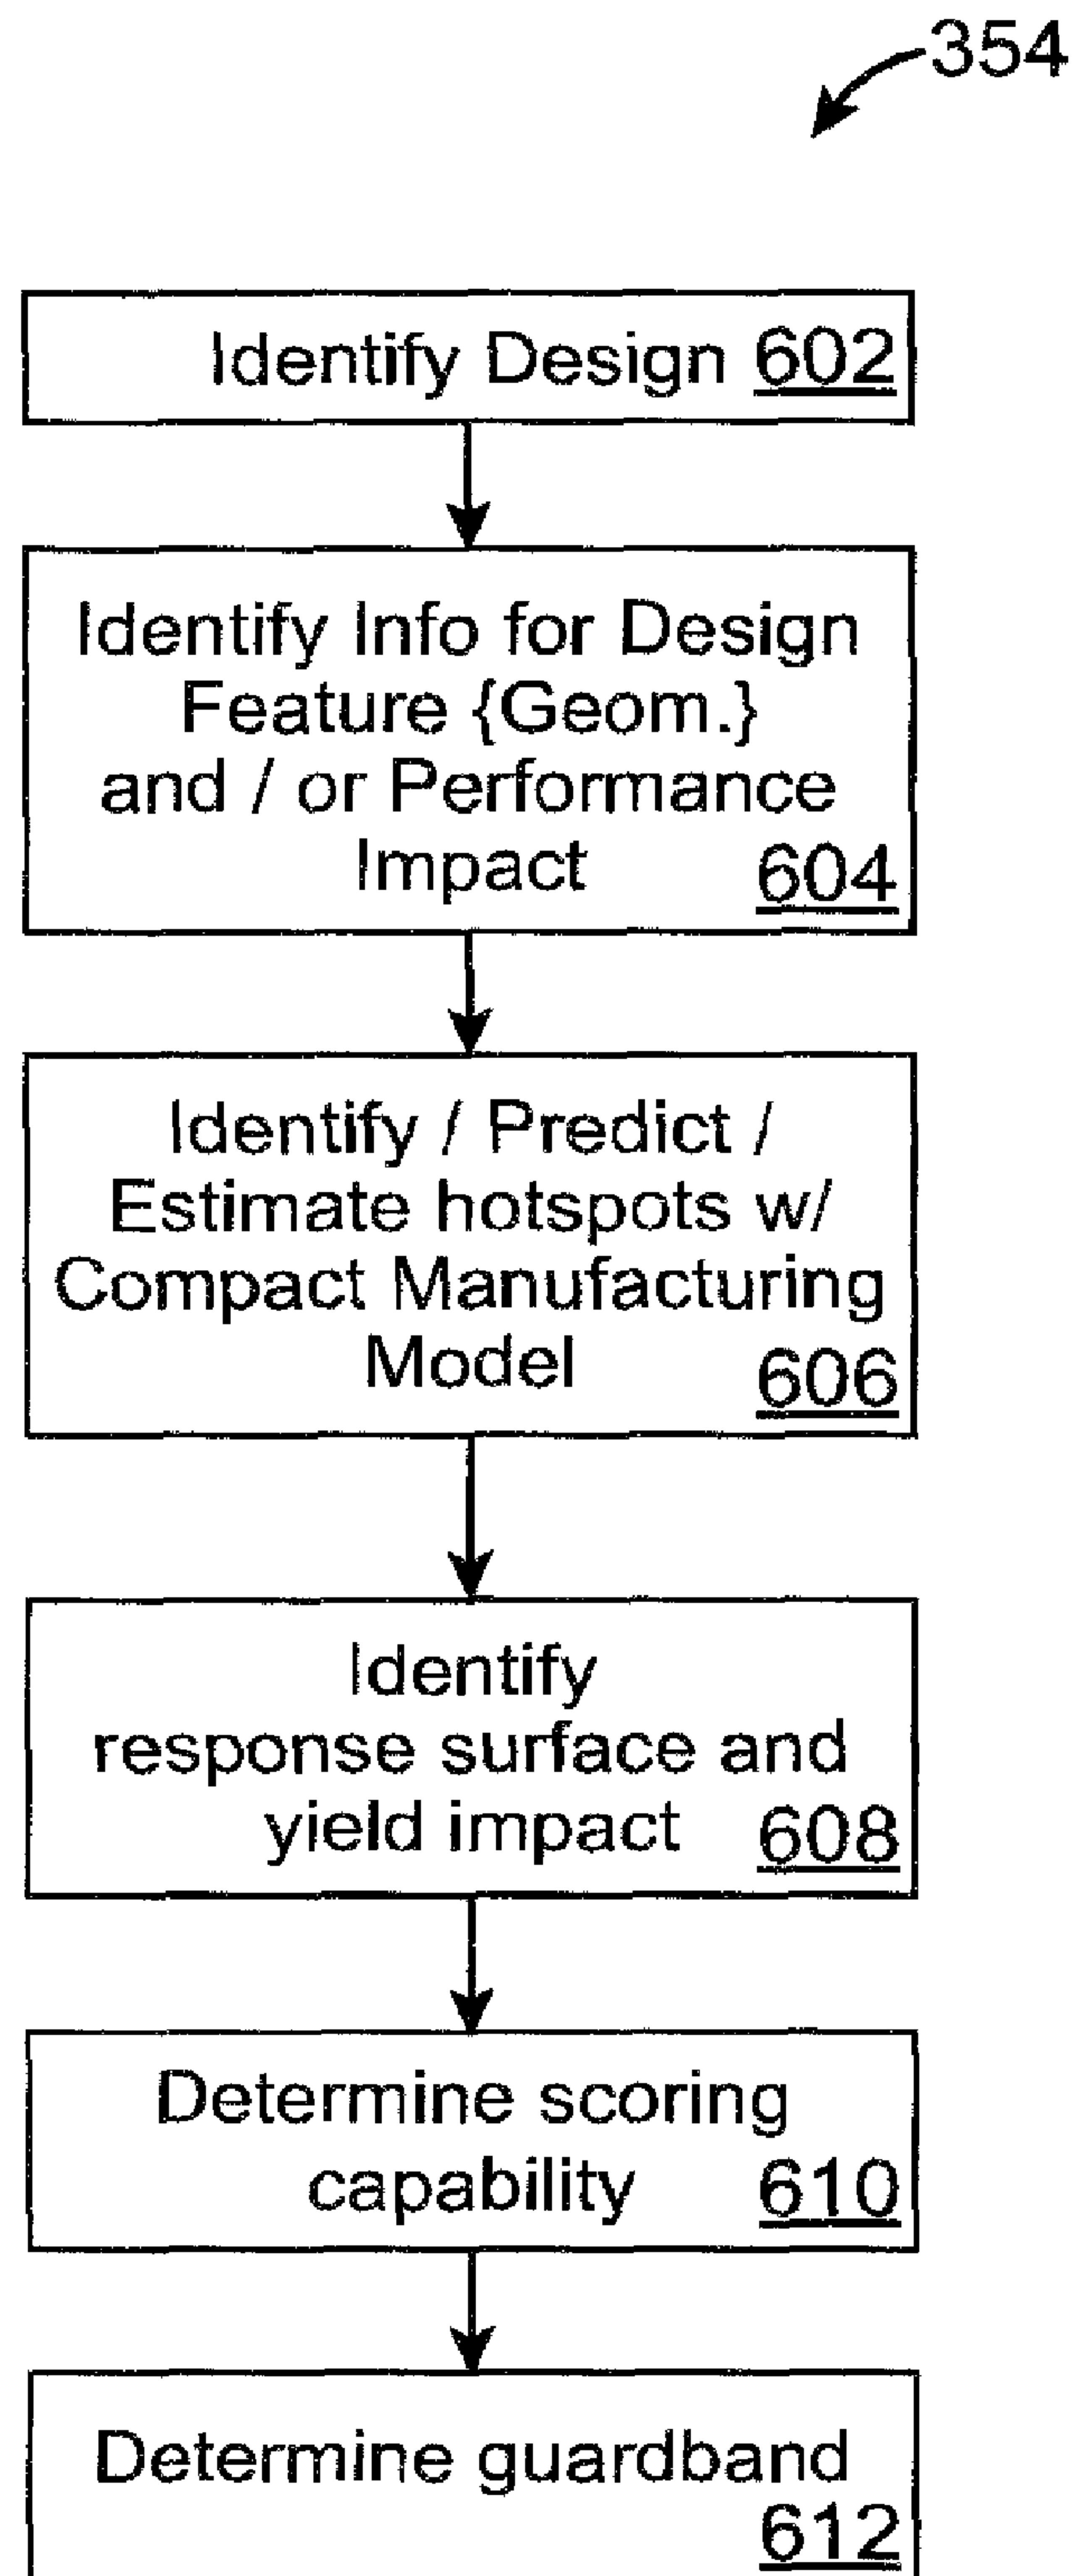 354
Identify Design 602
Identify Info for Design
Feature {Geom.}
and / or Performance
Impact 604
Identify / Predict /
Estimate hotspots w/
Compact Manufacturing
Model 606
Identify
response surface and
yield impact 608
Determine scoring
capability 610
Determine guardband
612